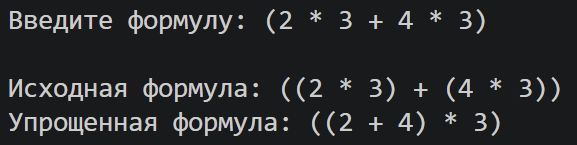 Введите формулу: (2 * 3 + 4 * 3)
Исходная формула: ((2 * 3) + (4 * 3))
Упрощенная формула: ((2 + 4) * 3)